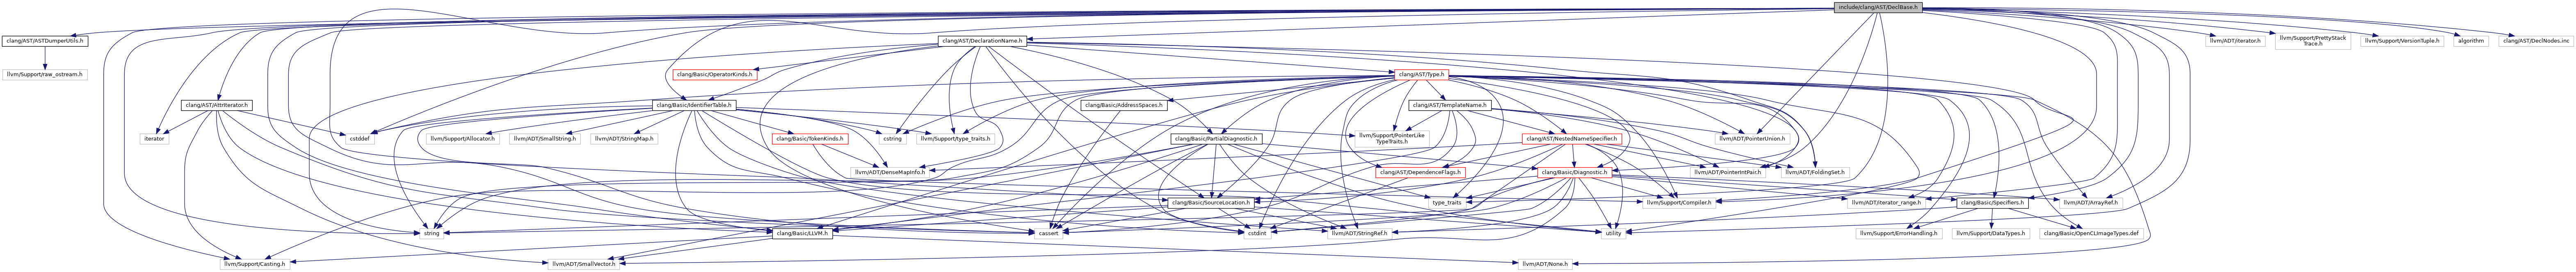 include/clang/AST/DeclBase.h
clang/AST/ASTDumperUtils.h
clang/AST/DeclarationName.h
llvm/ADT/iterator.h
llvm/Support/PrettyStack
Trace.h
llvm/Support/VersionTuple.h
algorithm
clang/AST/DeclNodes.inc
llvm/Support/raw_ostream.h
clang/Basic/OperatorKinds.h
clang/AST/Type.h
clang/AST/AttrIterator.h
clang/Basic/IdentifierTable.h
clang/Basic/AddressSpaces.h
clang/AST/TemplateName.h
iterator
cstddef
llvm/Support/Allocator.h
llvm/ADT/SmallString.h
llvm/ADT/StringMap.h
clang/Basic/TokenKinds.h
cstring
llvm/Support/type_traits.h
clang/Basic/PartialDiagnostic.h
llvm/Support/PointerLike
TypeTraits.h
clang/AST/NestedNameSpecifier.h
llvm/ADT/PointerUnion.h
llvm/ADT/DenseMapInfo.h
clang/AST/DependenceFlags.h
clang/Basic/Diagnostic.h
llvm/ADT/PointerIntPair.h
llvm/ADT/FoldingSet.h
clang/Basic/SourceLocation.h
type_traits
llvm/Support/Compiler.h
llvm/ADT/iterator_range.h
clang/Basic/Specifiers.h
llvm/ADT/ArrayRef.h
string
clang/Basic/LLVM.h
cassert
cstdint
llvm/ADT/StringRef.h
utility
llvm/Support/ErrorHandling.h
llvm/Support/DataTypes.h
clang/Basic/OpenCLImageTypes.def
llvm/Support/Casting.h
llvm/ADT/SmallVector.h
llvm/ADT/None.h